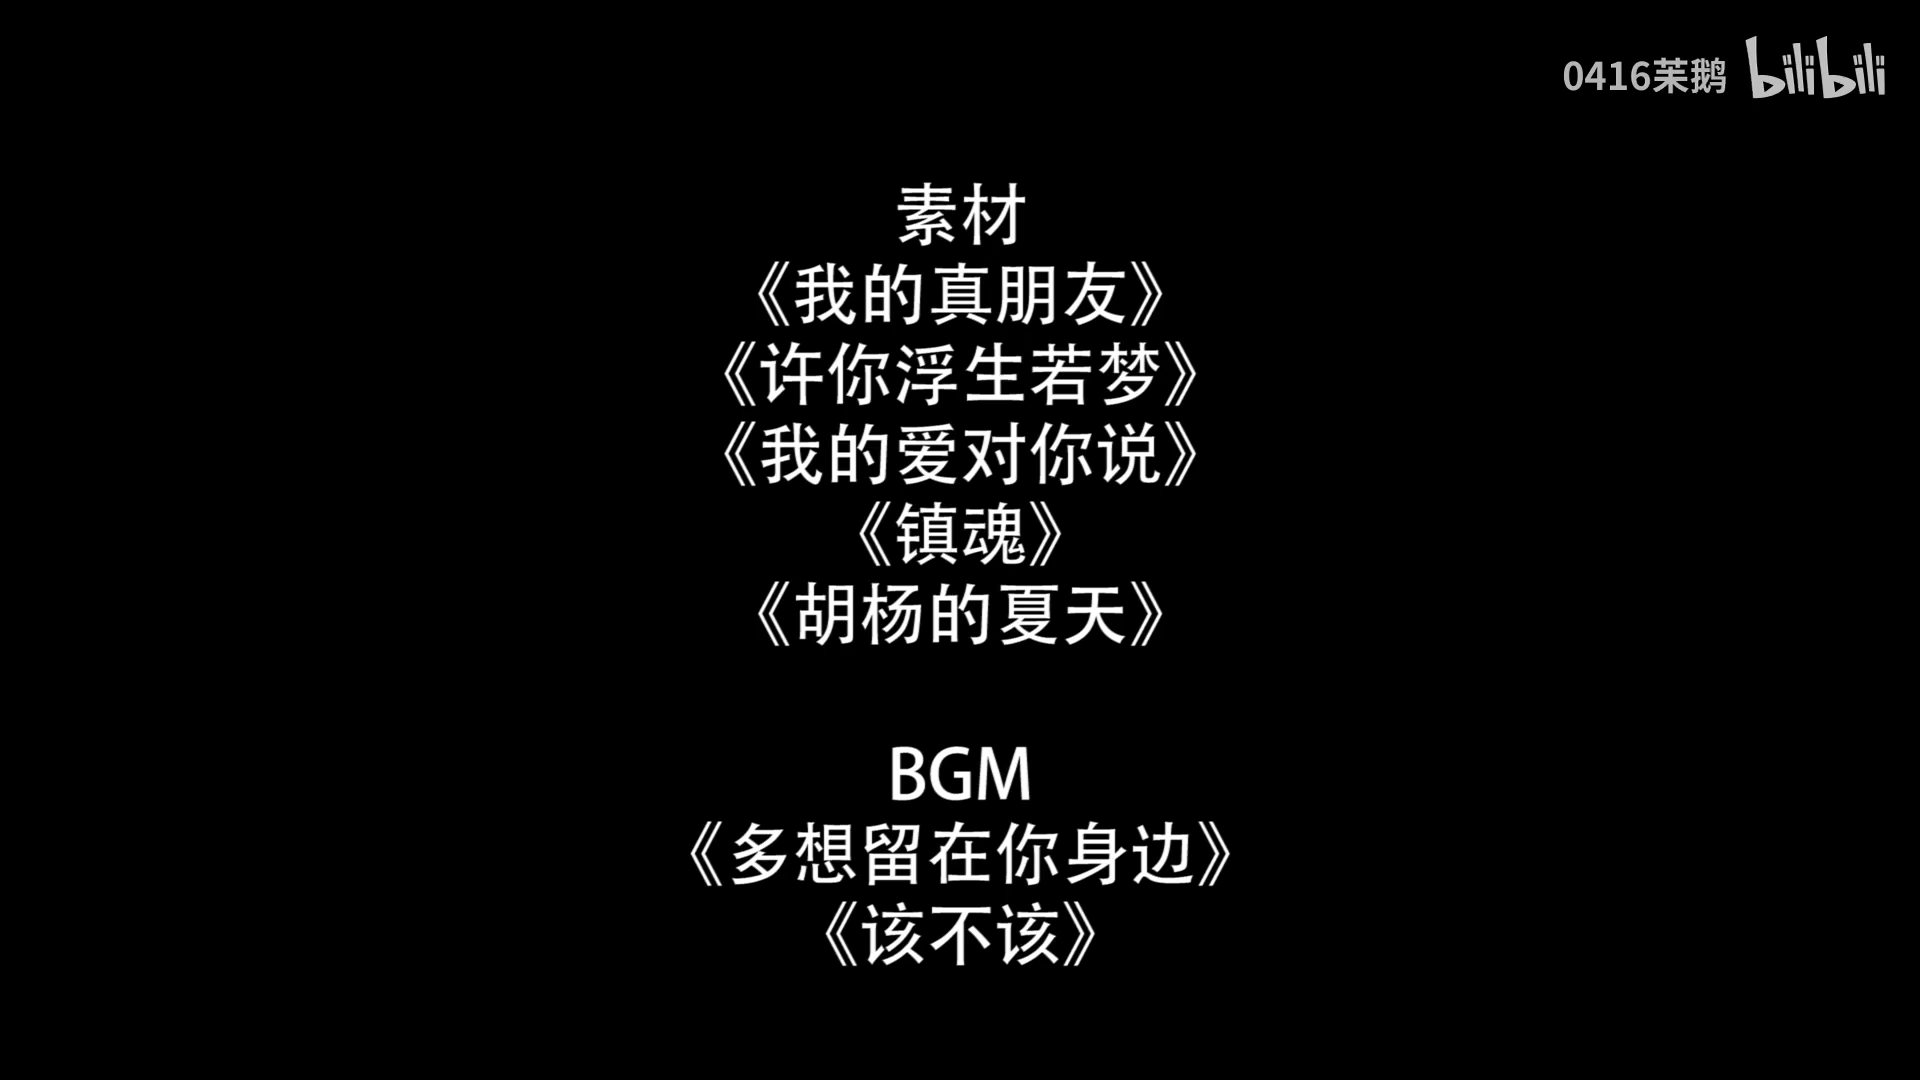 0416茉鹅 bilibili
素材
《我的真朋友》
《许你浮生若梦》
《我的爱对你说》
《镇魂》
《胡杨的夏天》
BGM
《多想留在你身边》
《该不该》